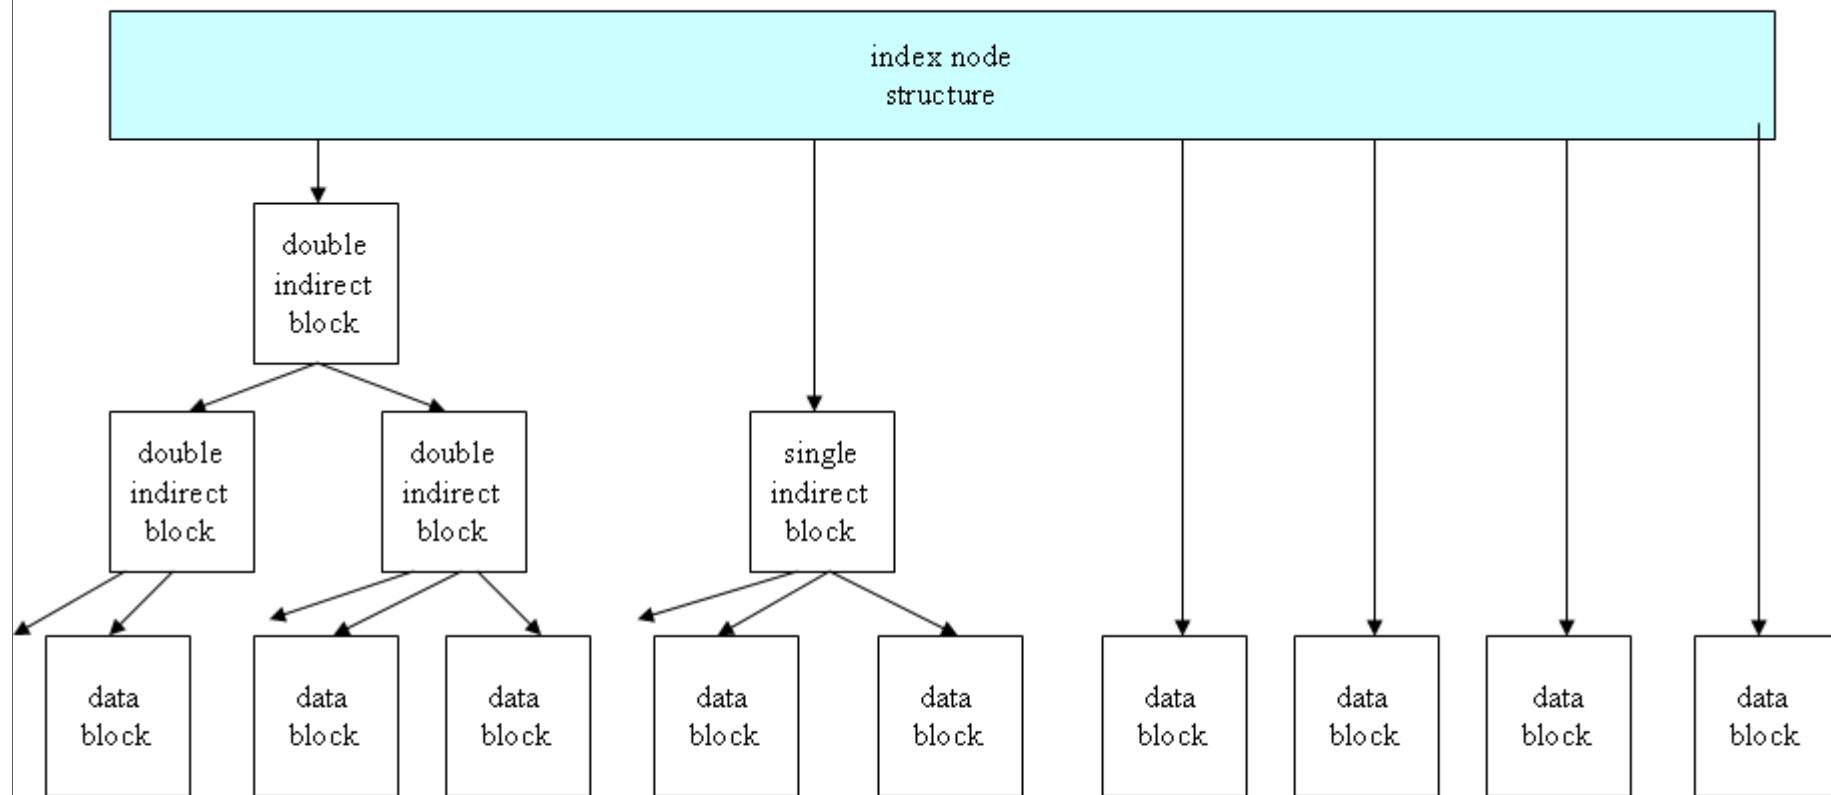 index node
structure
double
indirect
block
double
indirect
block
double
indirect
block
single
indirect
block
data
block
data
block
data
block
data
block
data
block
data
block
data
block
data
block
data
block